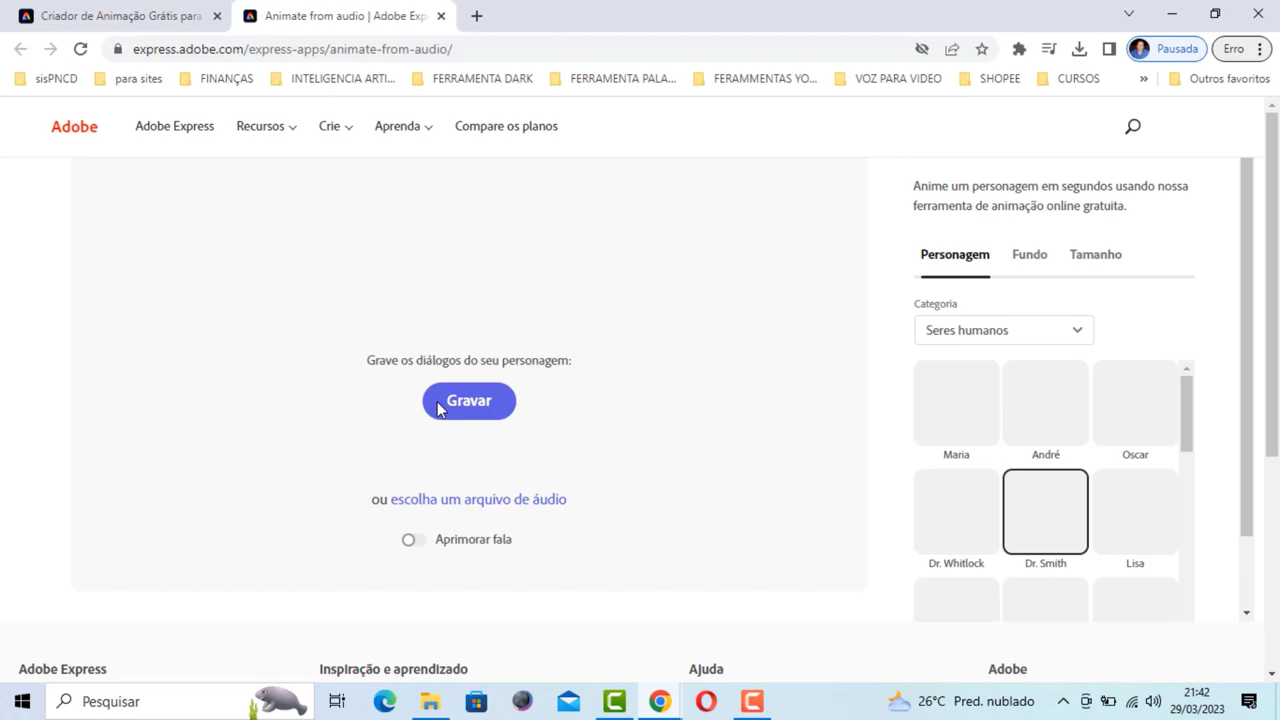 Criador de Animação Grátis para
Animate from audio | Adobe Exp
express.adobe.com/express-apps/animate-from-audio/
Pausada
Erro
sisPNCD
para sites
FINANÇAS
INTELIGENCIA ARTI...
FERRAMENTA DARK
FERRAMENTA PALA...
FERAMMENTAS YO...
VOZ PARA VIDEO
SHOPEE
CURSOS
»
Outros favoritos
Adobe
Adobe Express
Recursos
Crie
Aprenda
Compare os planos
Anime um personagem em segundos usando nossa
ferramenta de animação online gratuita.
Personagem
Fundo
Tamanho
Categoria
Seres humanos
Grave os diálogos do seu personagem:
Gravar
ou escolha um arquivo de áudio
Aprimorar fala
Maria
André
Oscar
Dr. Whitlock
Dr. Smith
Lisa
Adobe Express
Inspiração e aprendizado
Ajuda
Adobe
Pesquisar
26°C Pred. nublado
21:42
29/03/2023